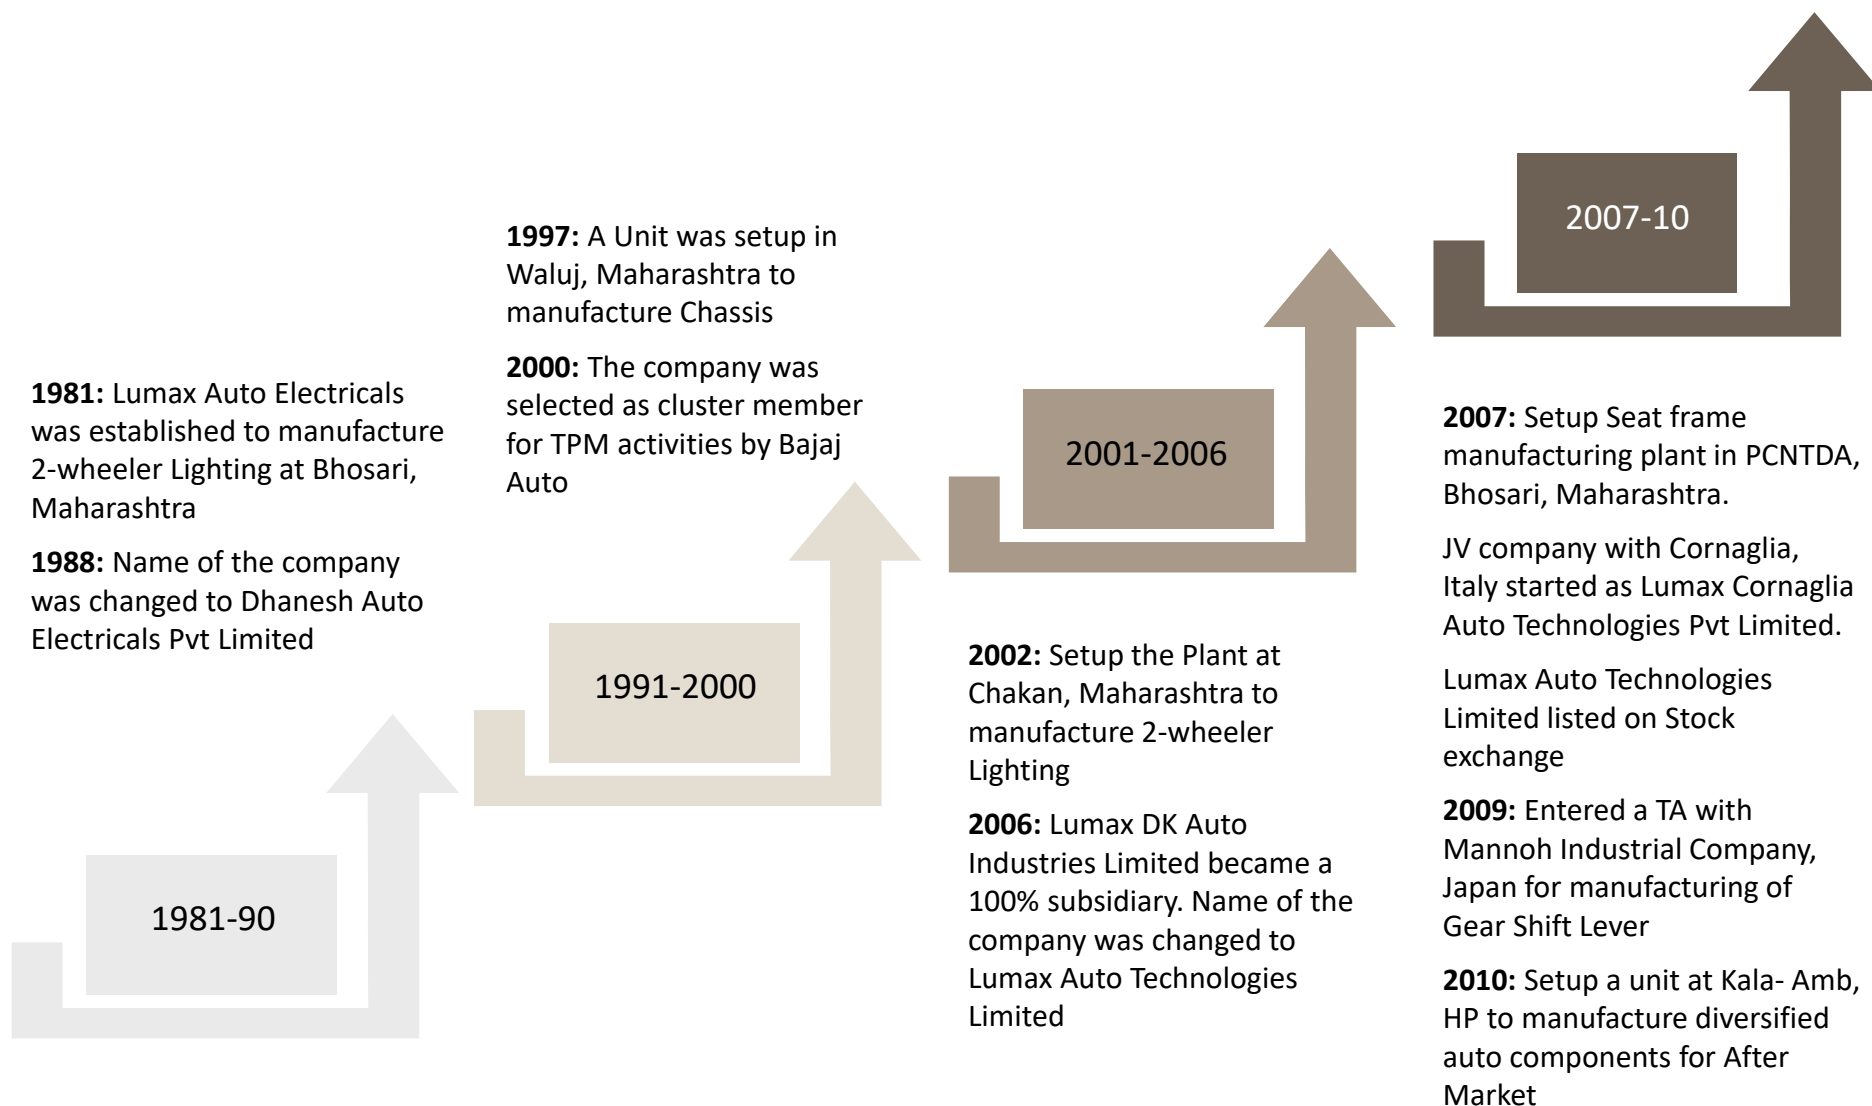 1981: Lumax Auto Electricals
was established to manufacture
2-wheeler Lighting at Bhosari,
Maharashtra
1988: Name of the company
was changed to Dhanesh Auto
Electricals Pvt Limited
1981-90
1997: A Unit was setup in
Waluj, Maharashtra to
manufacture Chassis
2000: The company was
selected as cluster member
for TPM activities by Bajaj
Auto
1991-2000
2001-2006
2002: Setup the Plant at
Chakan, Maharashtra to
manufacture 2-wheeler
Lighting
2006: Lumax DK Auto
Industries Limited became a
100% subsidiary. Name of the
company was changed to
Lumax Auto Technologies
Limited
2007-10
2007: Setup Seat frame
manufacturing plant in PCNTDA,
Bhosari, Maharashtra.
JV company with Cornaglia,
Italy started as Lumax Cornaglia
Auto Technologies Pvt Limited.
Lumax Auto Technologies
Limited listed on Stock
exchange
2009: Entered a TA with
Mannoh Industrial Company,
Japan for manufacturing of
Gear Shift Lever
2010: Setup a unit at Kala- Amb,
HP to manufacture diversified
auto components for After
Market